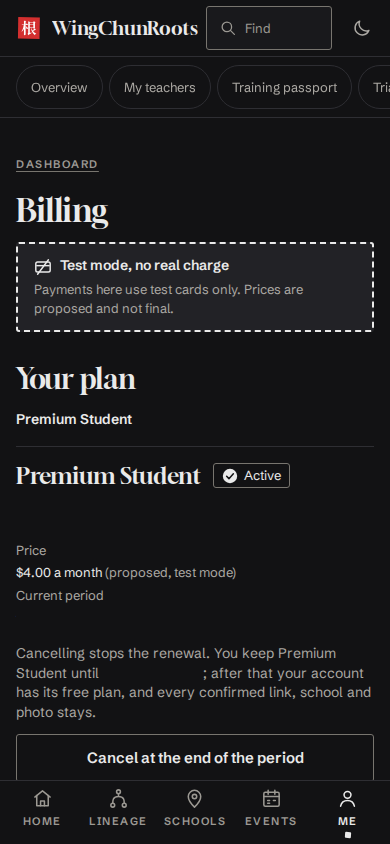 根 WingChunRoots Find
Overview My teachers Training passport Tria
DASHBOARD
Billing
Test mode, no real charge
Payments here use test cards only. Prices are
proposed and not final.
Your plan
Premium Student
Premium Student Active
Price
$4.00 a month (proposed, test mode)
Current period
Cancelling stops the renewal. You keep Premium
Student until ; after that your account
has its free plan, and every confirmed link, school and
photo stays.
Cancel at the end of the period
HOME LINEAGE SCHOOLS EVENTS ME